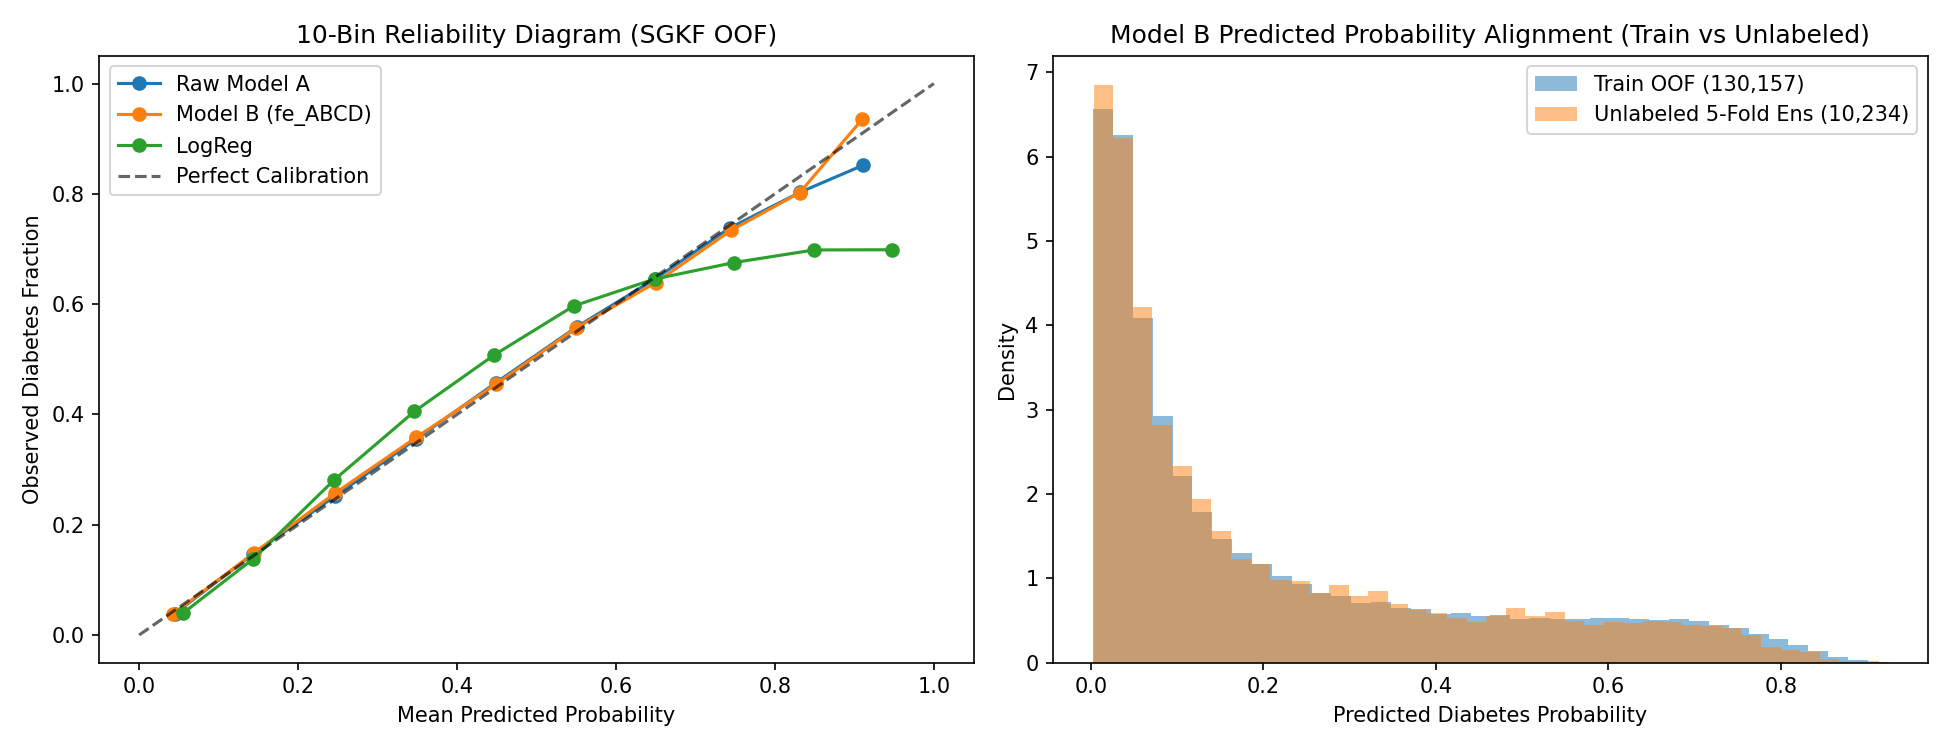 10-Bin Reliability Diagram (SGKF OOF)
Raw Model A
Model B (fe_ABCD)
LogReg
Perfect Calibration
Observed Diabetes Fraction
1.0
0.8
0.6
0.4
0.2
0.0
0.0 0.2 0.4 0.6 0.8 1.0
Mean Predicted Probability
Model B Predicted Probability Alignment (Train vs Unlabeled)
Train OOF (130,157)
Unlabeled 5-Fold Ens (10,234)
Density
7
6
5
4
3
2
1
0
0.0 0.2 0.4 0.6 0.8
Predicted Diabetes Probability